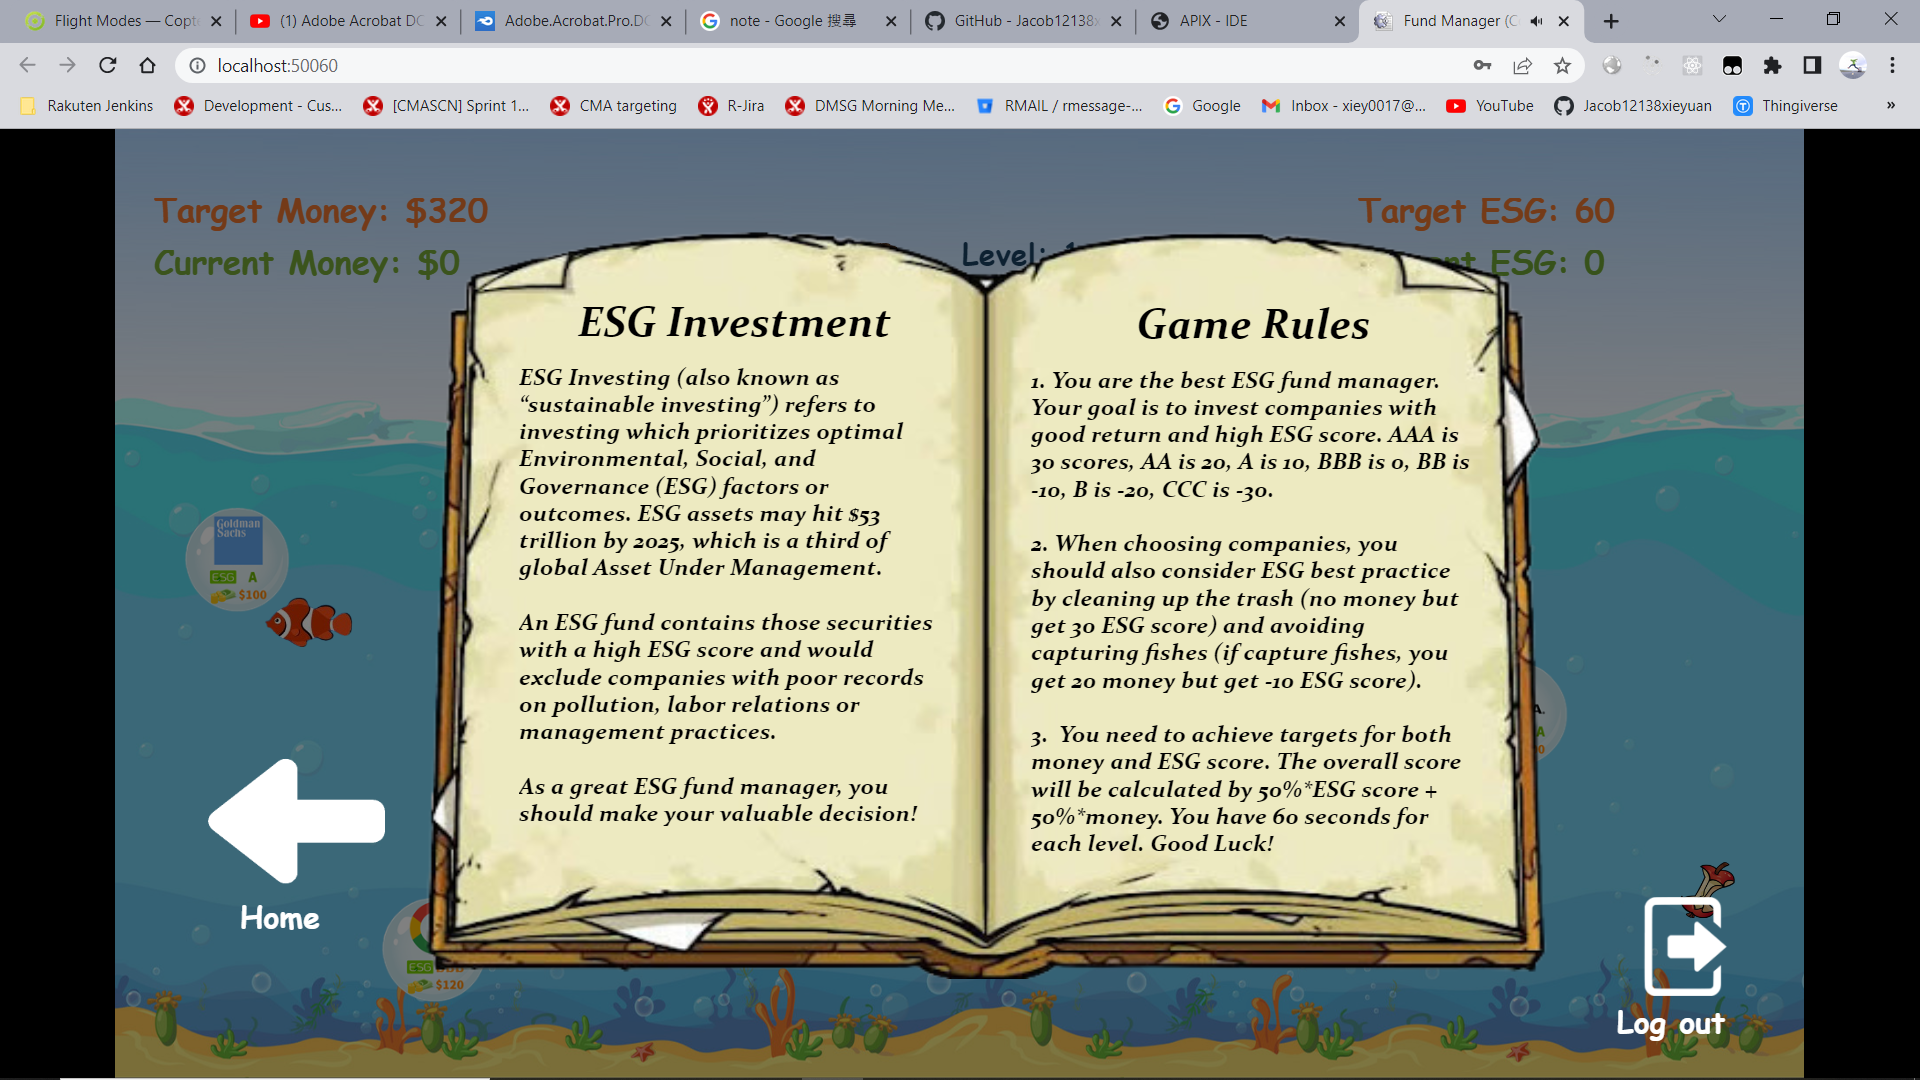 Flight Modes — Copt
(1) Adobe Acrobat DC
Adobe.Acrobat.Pro.DC
note - Google 搜尋
GitHub - Jacob12138x
APIX - IDE
Fund Manager (C
localhost:50060
Rakuten Jenkins
Development - Cus...
[CMASCN] Sprint 1...
CMA targeting
R-Jira
DMSG Morning Me...
RMAIL / rmessage-...
Google
Inbox - xiey0017@...
YouTube
Jacob12138xieyuan
Thingiverse
»
Target Money: $320
Current Money: $0
Level:
Target ESG: 60
ESG: 0
ESG Investment
ESG Investing (also known as
“sustainable investing”) refers to
investing which prioritizes optimal
Environmental, Social, and
Governance (ESG) factors or
outcomes. ESG assets may hit $53
trillion by 2025, which is a third of
global Asset Under Management.
An ESG fund contains those securities
with a high ESG score and would
exclude companies with poor records
on pollution, labor relations or
management practices.
As a great ESG fund manager, you
should make your valuable decision!
Game Rules
1. You are the best ESG fund manager.
Your goal is to invest companies with
good return and high ESG score. AAA is
30 scores, AA is 20, A is 10, BBB is 0, BB is
-10, B is -20, CCC is -30.
2. When choosing companies, you
should also consider ESG best practice
by cleaning up the trash (no money but
get 30 ESG score) and avoiding
capturing fishes (if capture fishes, you
get 20 money but get -10 ESG score).
3. You need to achieve targets for both
money and ESG score. The overall score
will be calculated by 50%*ESG score +
50%*money. You have 60 seconds for
each level. Good Luck!
Goldman
Sachs
ESG A
$100
A
Home
ESG BBB
$120
Log out